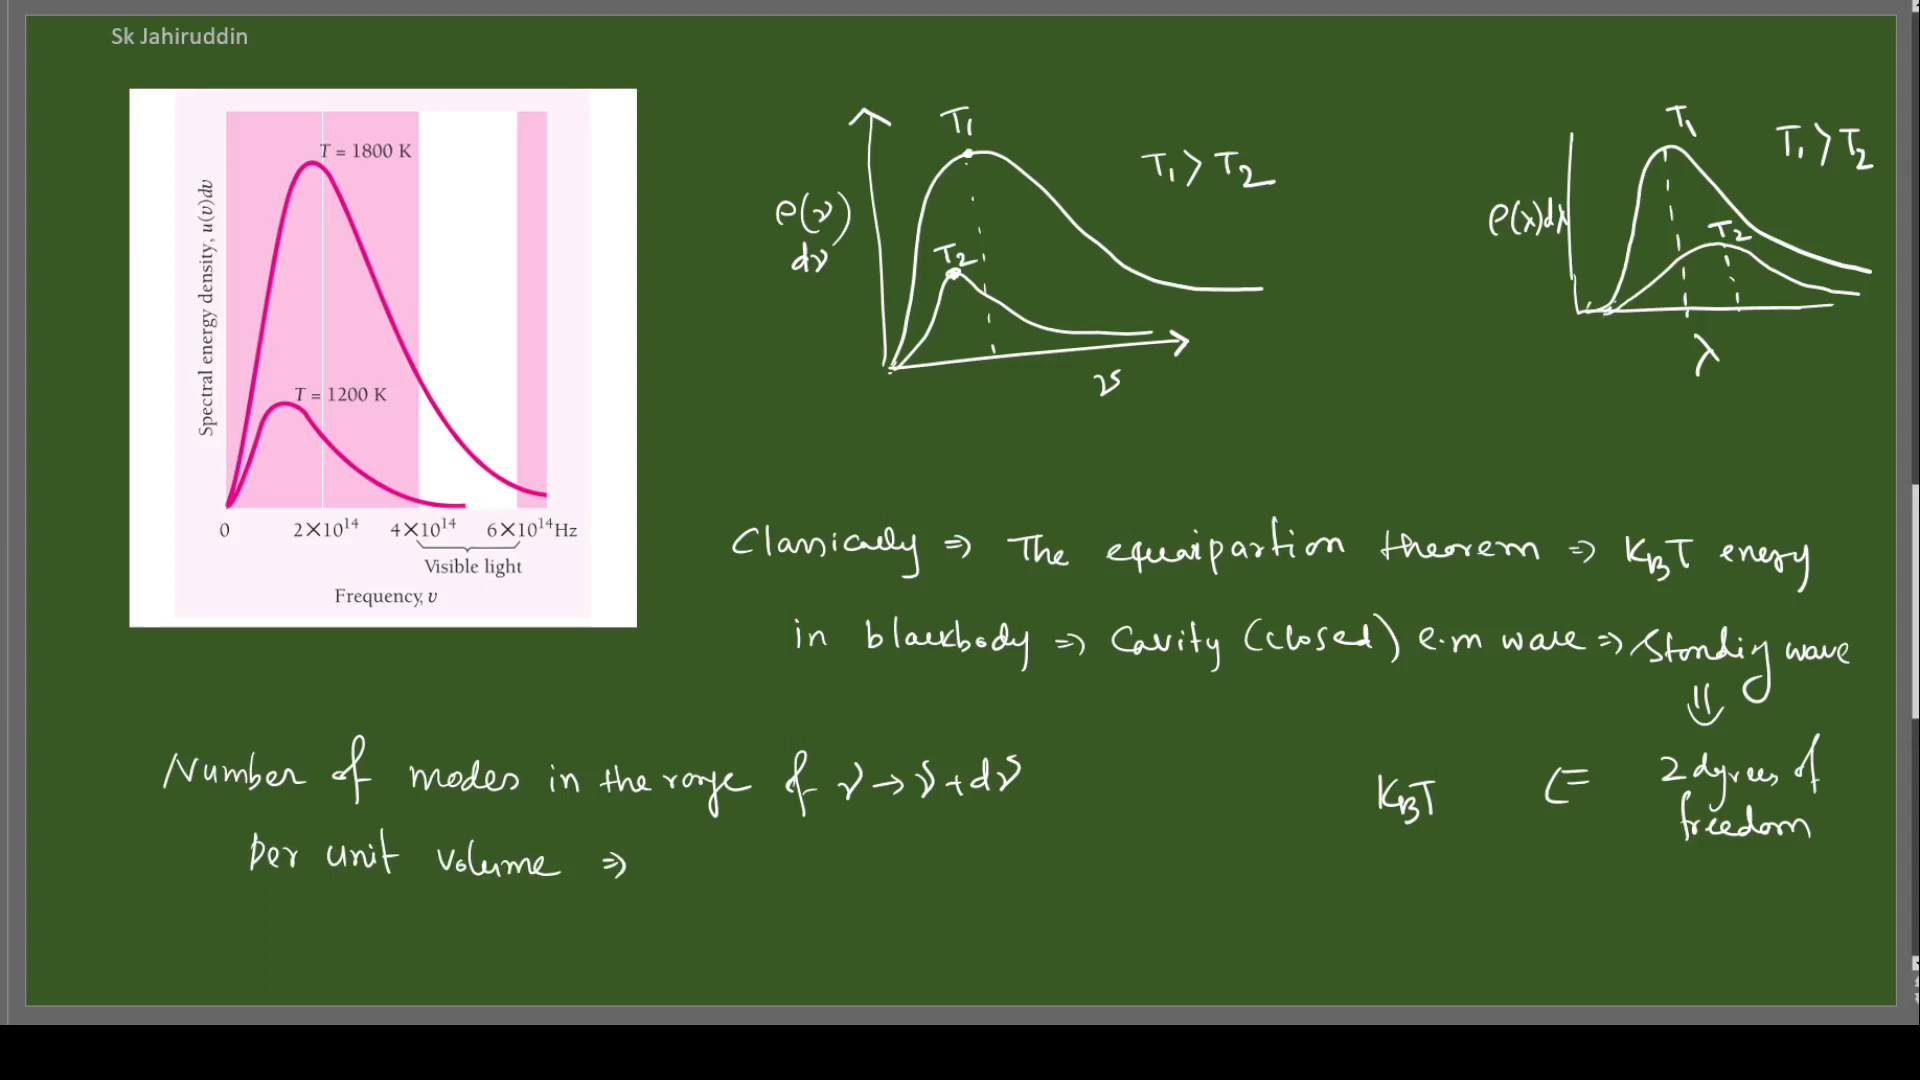 Sk Jahiruddin
T = 1800 K
T = 1200 K
Spectral energy density, u(υ)dυ
0 2×10¹⁴ 4×10¹⁴ 6×10¹⁴Hz
Visible light
Frequency, υ
T₁
T₁ > T₂
ρ(ν)
dν
T₂
ν
T₁
T₁ > T₂
ρ(λ)dλ
T₂
λ
Classically ⇒ The equipartion theorem ⇒ K_BT energy
in blackbody ⇒ Cavity (closed) e.m wave ⇒ Standing wave
⇓
Number of modes in the range of ν → ν + dν
K_BT ⇐ 2 degrees of
freedom
per unit volume ⇒